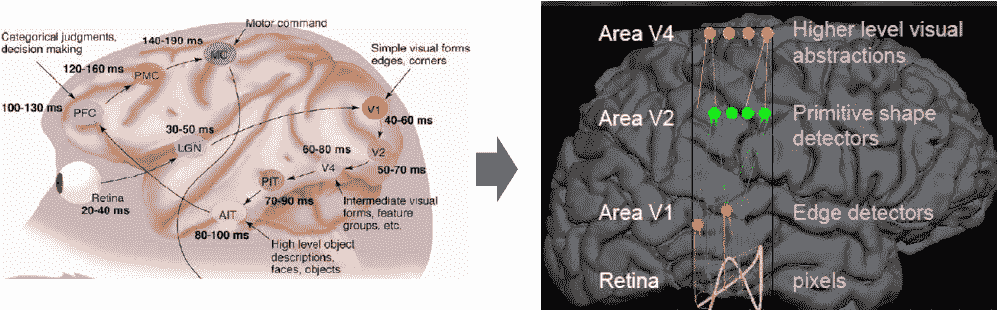 Categorical judgments,
decision making
Motor command
140-190 ms
MC
Simple visual forms
edges, corners
120-160 ms
PMC
100-130 ms
PFC
V1
40-60 ms
30-50 ms
LGN
60-80 ms
V2
50-70 ms
V4
PIT
70-90 ms
Retina
20-40 ms
AIT
80-100 ms
Intermediate visual
forms, feature
groups, etc.
High level object
descriptions,
faces, objects
Area V4
Higher level visual
abstractions
Area V2
Primitive shape
detectors
Area V1
Edge detectors
Retina
pixels